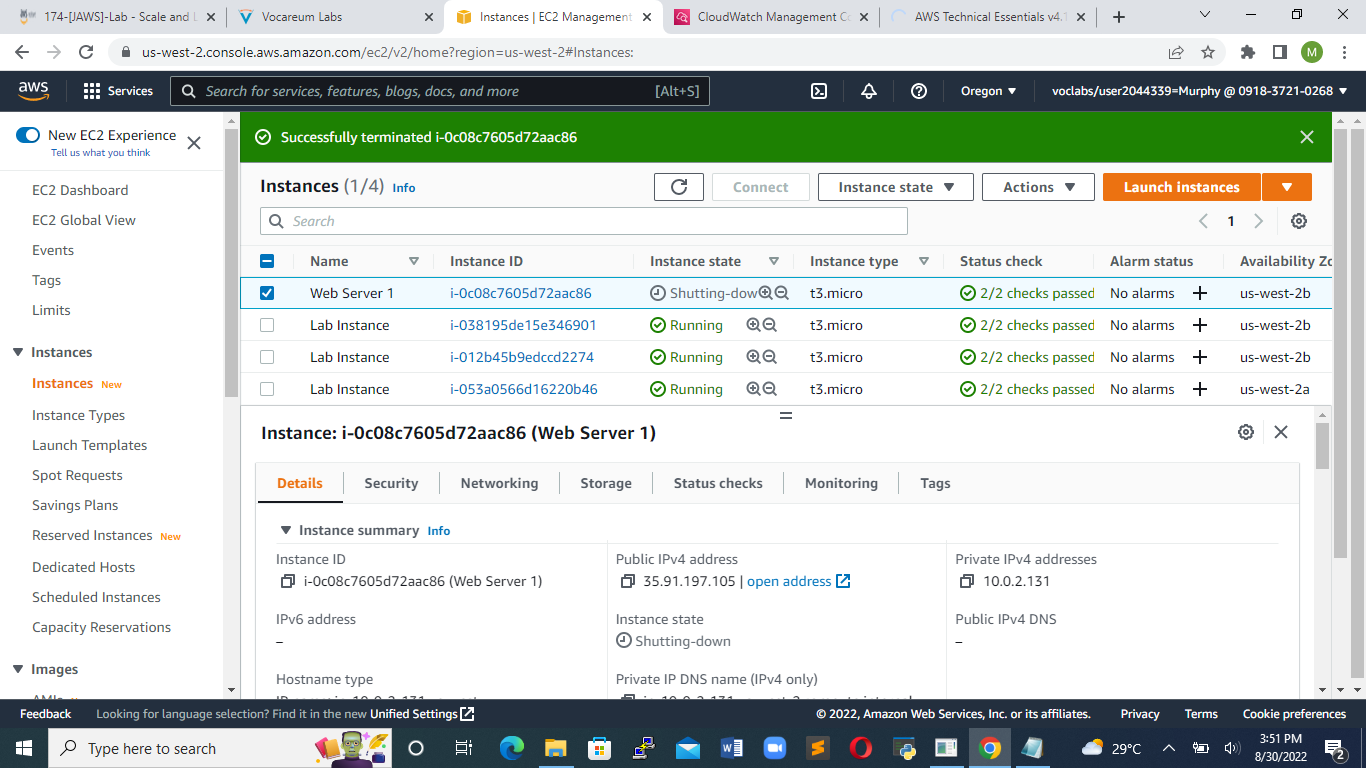 174-[JAWS]-Lab - Scale and L
Vocareum Labs
Instances | EC2 Management
CloudWatch Management Co
AWS Technical Essentials v4.1
us-west-2.console.aws.amazon.com/ec2/v2/home?region=us-west-2#Instances:
M
aws
Services
Search for services, features, blogs, docs, and more
[Alt+S]
Oregon
voclabs/user2044339=Murphy @ 0918-3721-0268
New EC2 Experience
Tell us what you think
EC2 Dashboard
EC2 Global View
Events
Tags
Limits
Instances
Instances New
Instance Types
Launch Templates
Spot Requests
Savings Plans
Reserved Instances New
Dedicated Hosts
Scheduled Instances
Capacity Reservations
Images
Successfully terminated i-0c08c7605d72aac86
Instances (1/4) Info
Connect
Instance state
Actions
Launch instances
Search
1
Name Instance ID Instance state Instance type Status check Alarm status Availability Zo
Web Server 1 i-0c08c7605d72aac86 Shutting-dow t3.micro 2/2 checks passed No alarms + us-west-2b
Lab Instance i-038195de15e346901 Running t3.micro 2/2 checks passed No alarms + us-west-2b
Lab Instance i-012b45b9edccd2274 Running t3.micro 2/2 checks passed No alarms + us-west-2b
Lab Instance i-053a0566d16220b46 Running t3.micro 2/2 checks passed No alarms + us-west-2a
Instance: i-0c08c7605d72aac86 (Web Server 1)
Details Security Networking Storage Status checks Monitoring Tags
Instance summary Info
Instance ID
i-0c08c7605d72aac86 (Web Server 1)
Public IPv4 address
35.91.197.105 | open address
Private IPv4 addresses
10.0.2.131
IPv6 address
–
Instance state
Shutting-down
Public IPv4 DNS
–
Hostname type
Private IP DNS name (IPv4 only)
Feedback
Looking for language selection? Find it in the new Unified Settings
© 2022, Amazon Web Services, Inc. or its affiliates.
Privacy
Terms
Cookie preferences
Type here to search
29°C
3:51 PM
8/30/2022
2